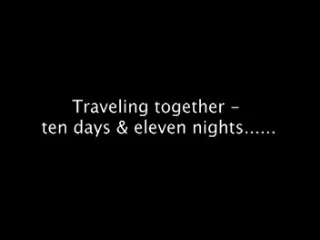 Traveling together –
ten days & eleven nights......